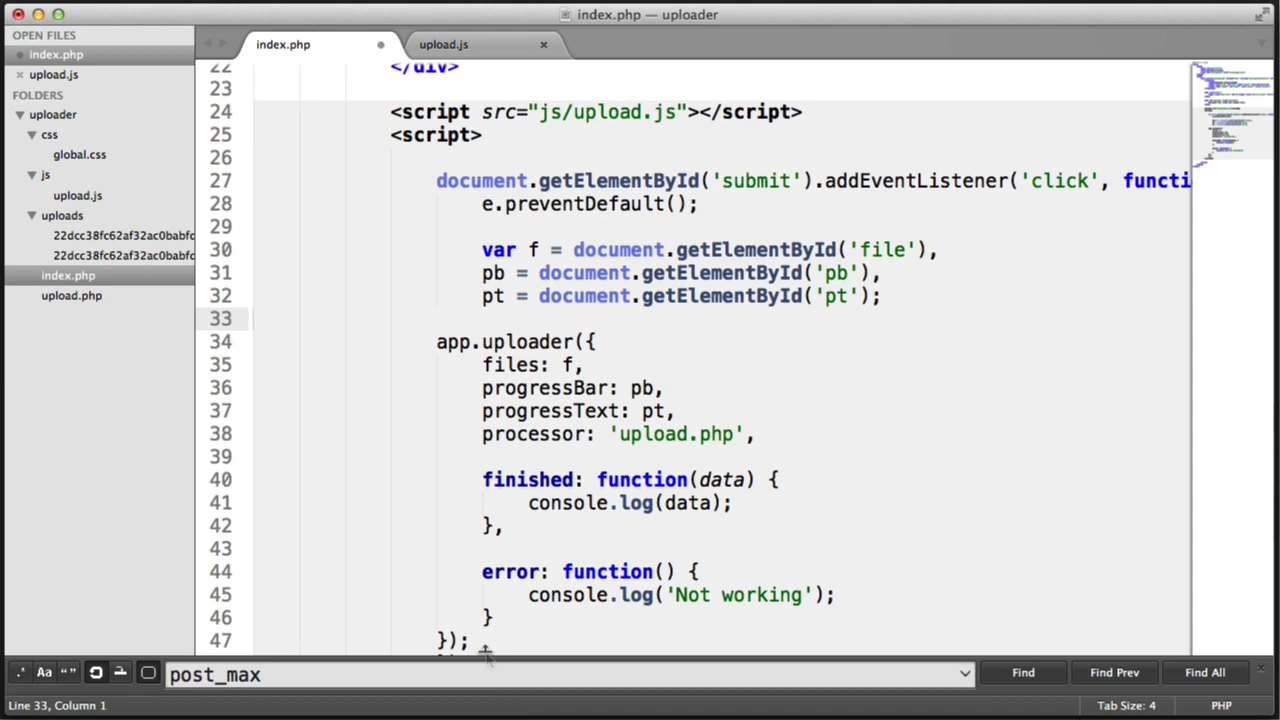 index.php — uploader
OPEN FILES
index.php
upload.js
FOLDERS
uploader
css
global.css
js
upload.js
uploads
22dcc38fc62af32ac0babfc
22dcc38fc62af32ac0babfc
index.php
upload.php
index.php
upload.js
22 </div>
23
24 <script src="js/upload.js"></script>
25 <script>
26
27 document.getElementById('submit').addEventListener('click', functi
28 e.preventDefault();
29
30 var f = document.getElementById('file'),
31 pb = document.getElementById('pb'),
32 pt = document.getElementById('pt');
33
34 app.uploader({
35 files: f,
36 progressBar: pb,
37 progressText: pt,
38 processor: 'upload.php',
39
40 finished: function(data) {
41 console.log(data);
42 },
43
44 error: function() {
45 console.log('Not working');
46 }
47 });
.* Aa “”
post_max
Find
Find Prev
Find All
Line 33, Column 1
Tab Size: 4
PHP